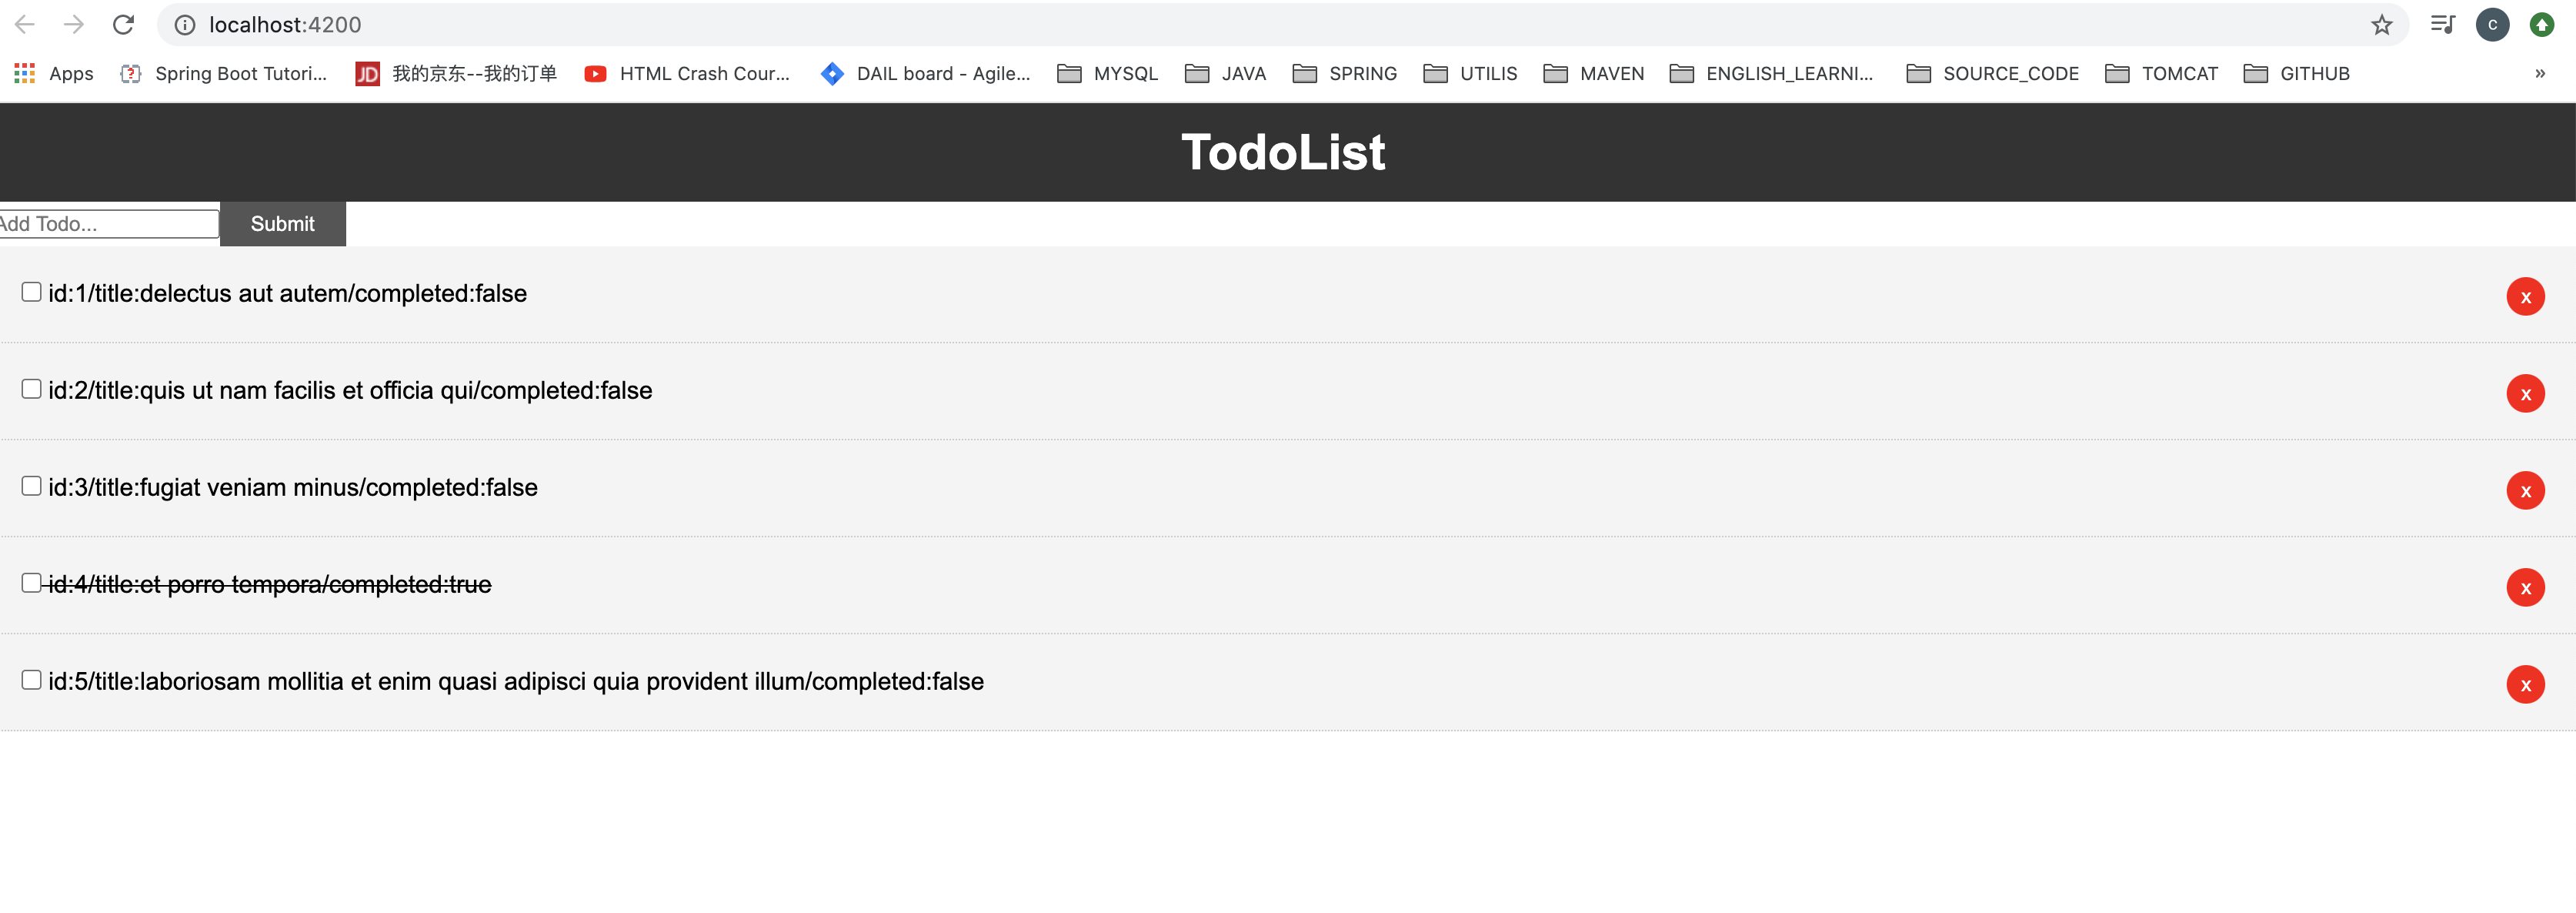 localhost:4200
C
Apps Spring Boot Tutori... JD 我的京东--我的订单 HTML Crash Cour... DAIL board - Agile... MYSQL JAVA SPRING UTILIS MAVEN ENGLISH_LEARNI... SOURCE_CODE TOMCAT GITHUB »
TodoList
Add Todo... Submit
id:1/title:delectus aut autem/completed:false x
id:2/title:quis ut nam facilis et officia qui/completed:false x
id:3/title:fugiat veniam minus/completed:false x
id:4/title:et porro tempora/completed:true x
id:5/title:laboriosam mollitia et enim quasi adipisci quia provident illum/completed:false x